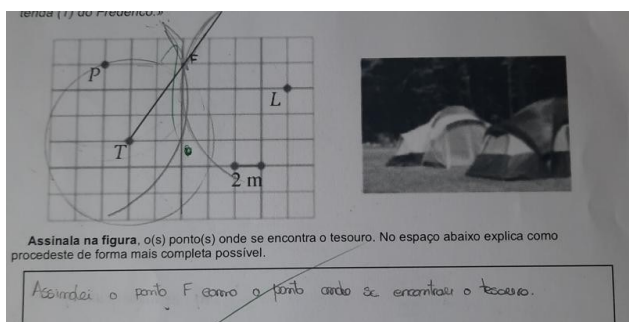 tenda (T) do Frederico.»
F
P
L
T
2 m
Assinala na figura, o(s) ponto(s) onde se encontra o tesouro. No espaço abaixo explica como
procedeste de forma mais completa possível.
Assinalei o ponto F como o ponto onde se encontrar o tesouro.